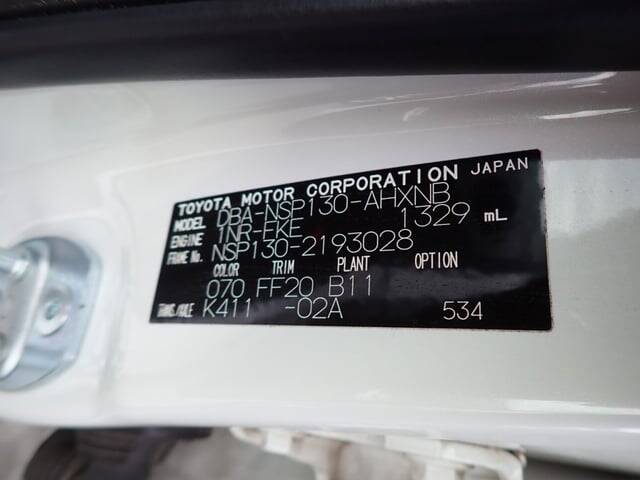 TOYOTA MOTOR CORPORATION JAPAN
MODEL DBA-NSP130-AHXNB
ENGINE 1NR-FKE 1329 mL
FRAME No. NSP130-2193028
COLOR TRIM PLANT OPTION
070 FF20 B11
TRANS/AXLE K411 -02A 534